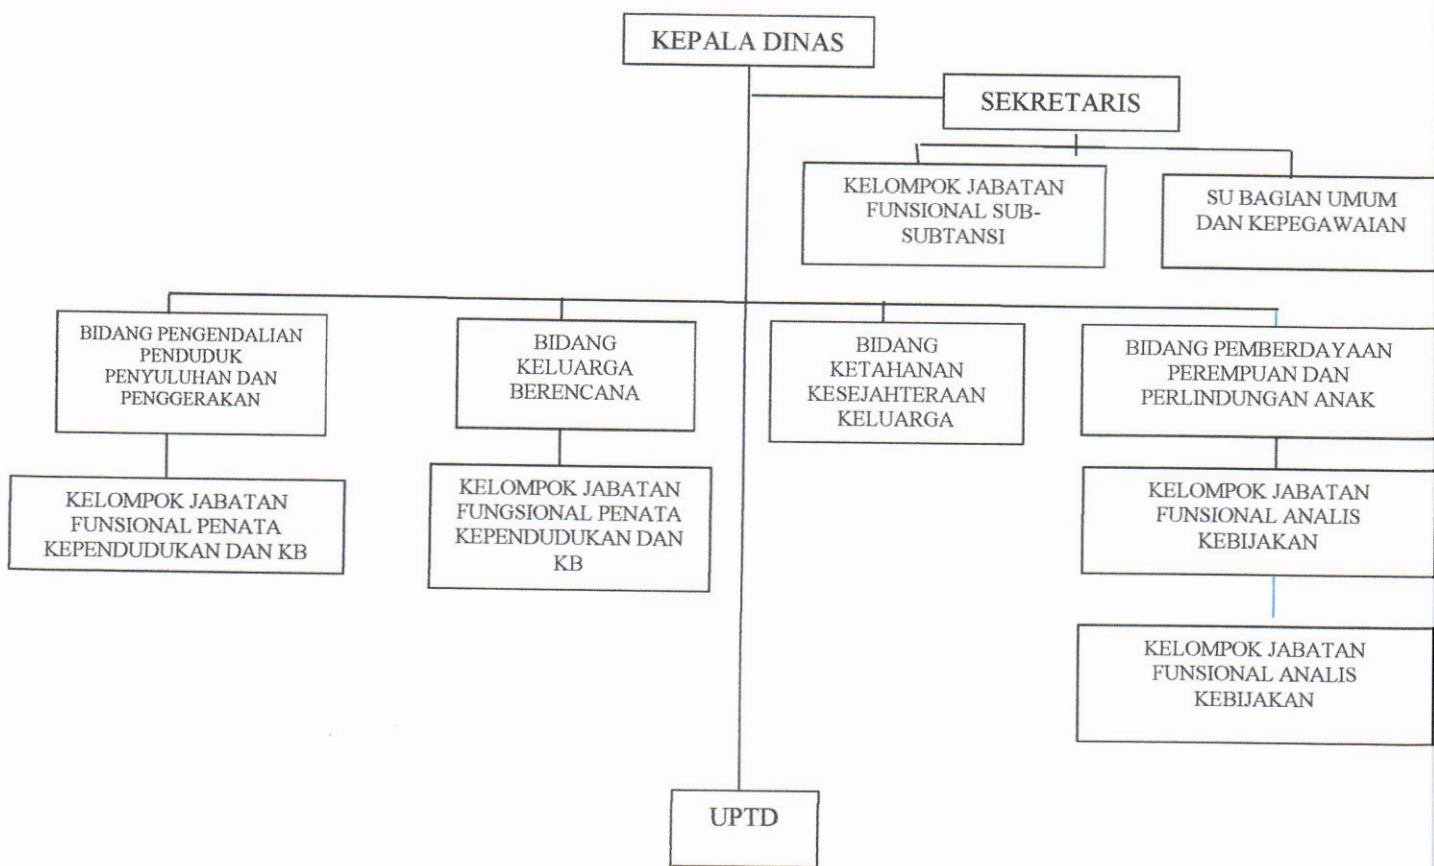 KEPALA DINAS
SEKRETARIS
KELOMPOK JABATAN
FUNSIONAL SUB-
SUBTANSI
SU BAGIAN UMUM
DAN KEPEGAWAIAN
BIDANG PENGENDALIAN
PENDUDUK
PENYULUHAN DAN
PENGGERAKAN
BIDANG
KELUARGA
BERENCANA
BIDANG
KETAHANAN
KESEJAHTERAAN
KELUARGA
BIDANG PEMBERDAYAAN
PEREMPUAN DAN
PERLINDUNGAN ANAK
KELOMPOK JABATAN
FUNSIONAL PENATA
KEPENDUDUKAN DAN KB
KELOMPOK JABATAN
FUNGSIONAL PENATA
KEPENDUDUKAN DAN
KB
KELOMPOK JABATAN
FUNSIONAL ANALIS
KEBIJAKAN
KELOMPOK JABATAN
FUNSIONAL ANALIS
KEBIJAKAN
UPTD